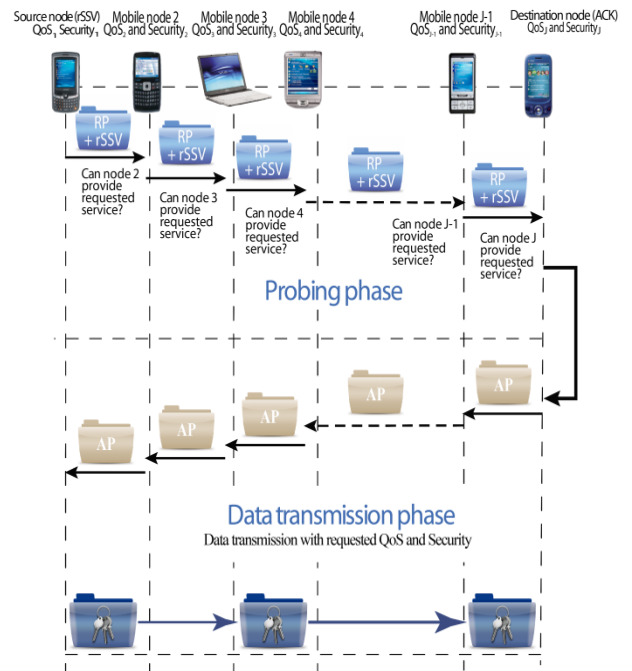 Source node (rSSV)
QoS₁, Security₁
Mobile node 2
QoS₂ and Security₂
Mobile node 3
QoS₃ and Security₃
Mobile node 4
QoS₄ and Security₄
Mobile node J-1
QoSⱼ₋₁ and Securityⱼ₋₁
Destination node (ACK)
QoSⱼ and Securityⱼ
RP
+ rSSV
RP
+ rSSV
RP
+ rSSV
RP
+ rSSV
RP
+ rSSV
Can node 2
provide
requested
service?
Can node 3
provide
requested
service?
Can node 4
provide
requested
service?
Can node J-1
provide
requested
service?
Can node J
provide
requested
service?
Probing phase
AP
AP
AP
AP
AP
Data transmission phase
Data transmission with requested QoS and Security